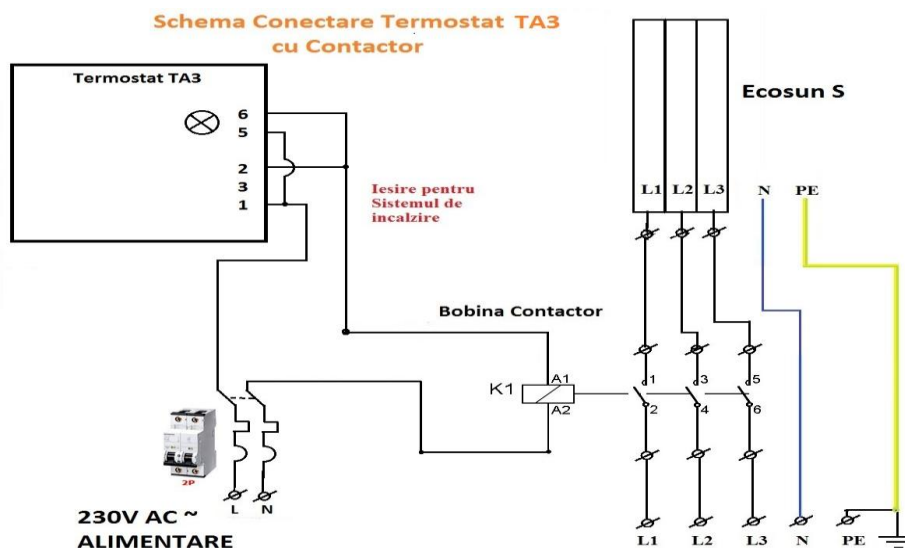 Schema Conectare Termostat TA3
cu Contactor
Termostat TA3
6
5
2
3
1
Iesire pentru
Sistemul de
incalzire
Ecosun S
L1 L2 L3 N PE
Bobina Contactor
K1
A1
A2
1 3 5
2 4 6
2P
L N
230V AC ~
ALIMENTARE
L1 L2 L3 N PE